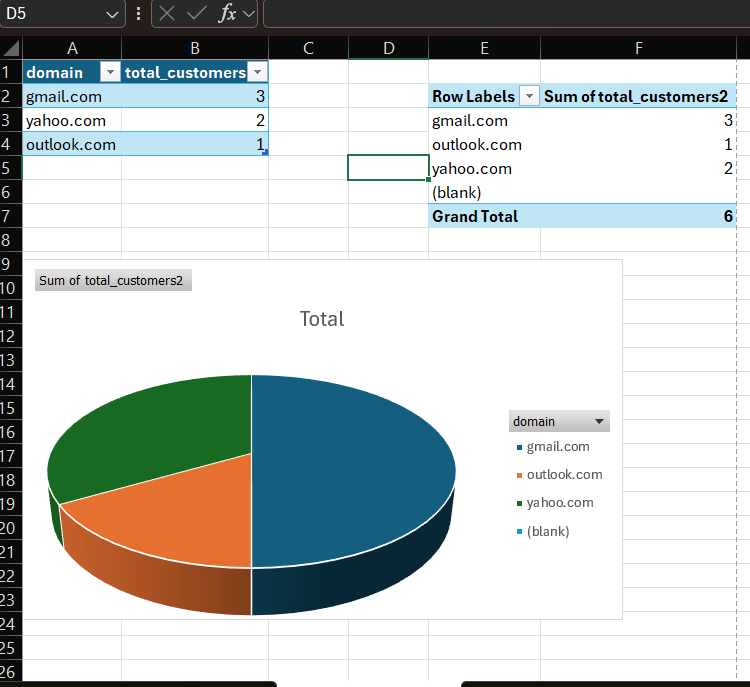 D5
fx
A B C D E F
1 domain total_customers
2 gmail.com 3 Row Labels Sum of total_customers2
3 yahoo.com 2 gmail.com 3
4 outlook.com 1 outlook.com 1
5 yahoo.com 2
6 (blank)
7 Grand Total 6
8
9
10 Sum of total_customers2
11 Total
12
13
14
15
16 domain
17 gmail.com
18 outlook.com
19 yahoo.com
20 (blank)
21
22
23
24
25
26